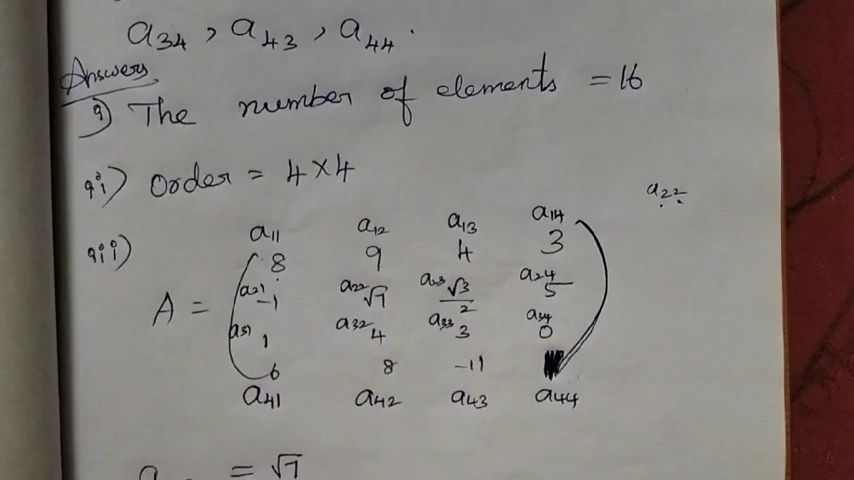 a34, a43, a44.
Answers
i) The number of elements = 16
ii) Order = 4×4
a22
iii) a11 a12 a13 a14
8 9 4 3
a21 a22 a23 a24
A = -1 √7 √3/2 5
a31 a32 a33 a34
1 4 3 0
6 8 -11
a41 a42 a43 a44
= √7